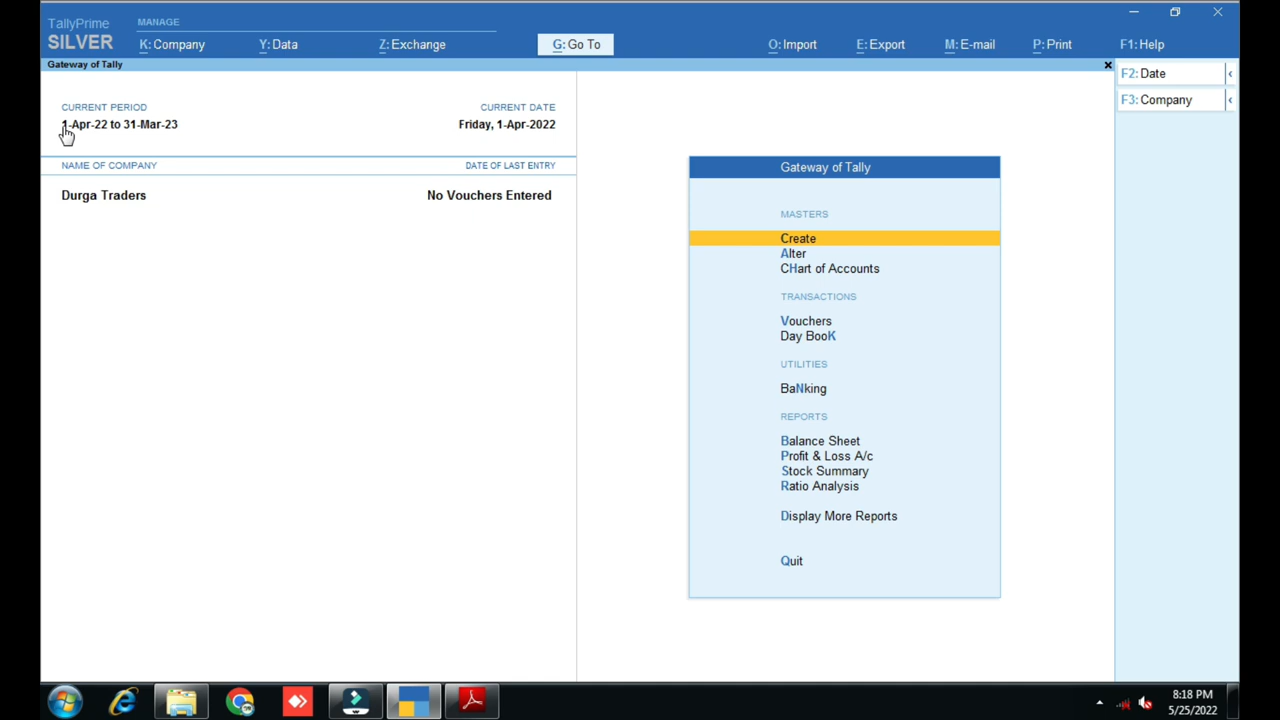 TallyPrime
SILVER
MANAGE
K: Company
Y: Data
Z: Exchange
G: Go To
O: Import
E: Export
M: E-mail
P: Print
F1: Help
Gateway of Tally
F2: Date
F3: Company
CURRENT PERIOD
CURRENT DATE
1-Apr-22 to 31-Mar-23
Friday, 1-Apr-2022
NAME OF COMPANY
DATE OF LAST ENTRY
Durga Traders
No Vouchers Entered
Gateway of Tally
MASTERS
Create
Alter
CHart of Accounts
TRANSACTIONS
Vouchers
Day BooK
UTILITIES
BaNking
REPORTS
Balance Sheet
Profit & Loss A/c
Stock Summary
Ratio Analysis
Display More Reports
Quit
8:18 PM
5/25/2022